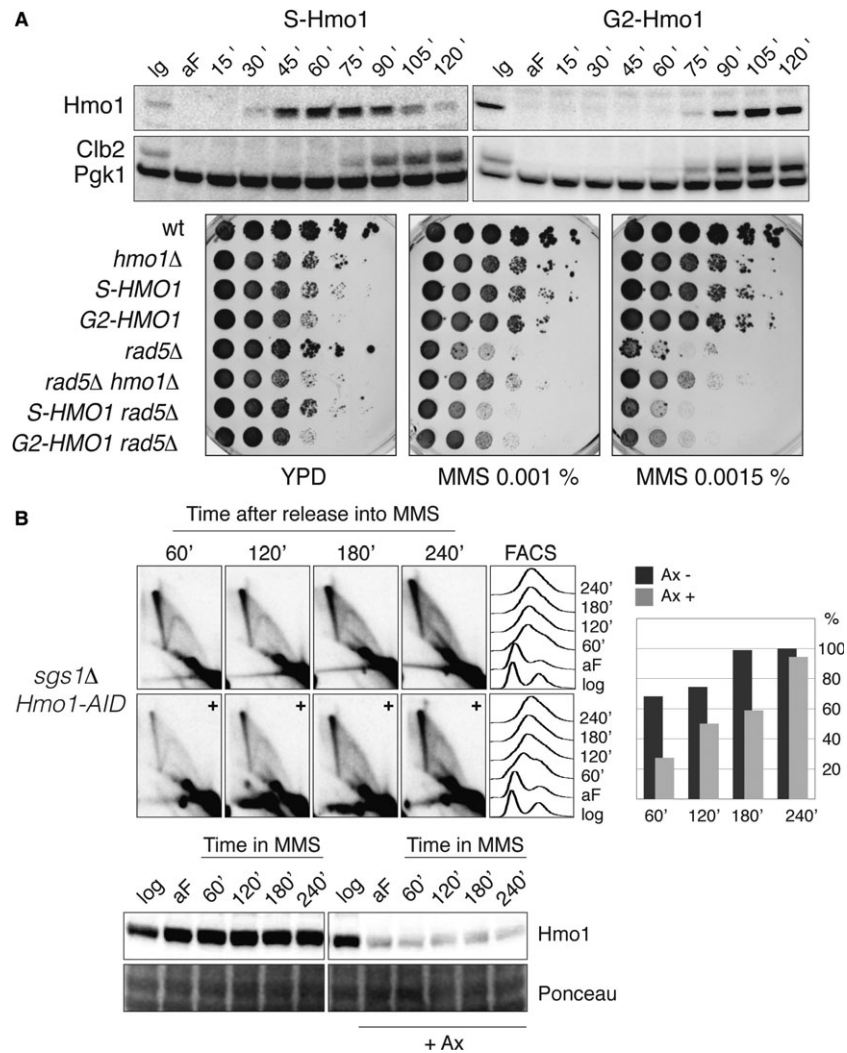 A
S-Hmo1 G2-Hmo1
lg aF 15' 30' 45' 60' 75' 90' 105' 120' lg aF 15' 30' 45' 60' 75' 90' 105' 120'
Hmo1
Clb2
Pgk1
wt
hmo1Δ
S-HMO1
G2-HMO1
rad5Δ
rad5Δ hmo1Δ
S-HMO1 rad5Δ
G2-HMO1 rad5Δ
YPD MMS 0.001 % MMS 0.0015 %
B
Time after release into MMS
60' 120' 180' 240' FACS
240'
180'
120'
60'
aF
log
sgs1Δ
Hmo1-AID
+ + + +
240'
180'
120'
60'
aF
log
Ax -
Ax +
%
100
80
60
40
20
60' 120' 180' 240'
Time in MMS Time in MMS
log aF 60' 120' 180' 240' log aF 60' 120' 180' 240'
Hmo1
Ponceau
+ Ax